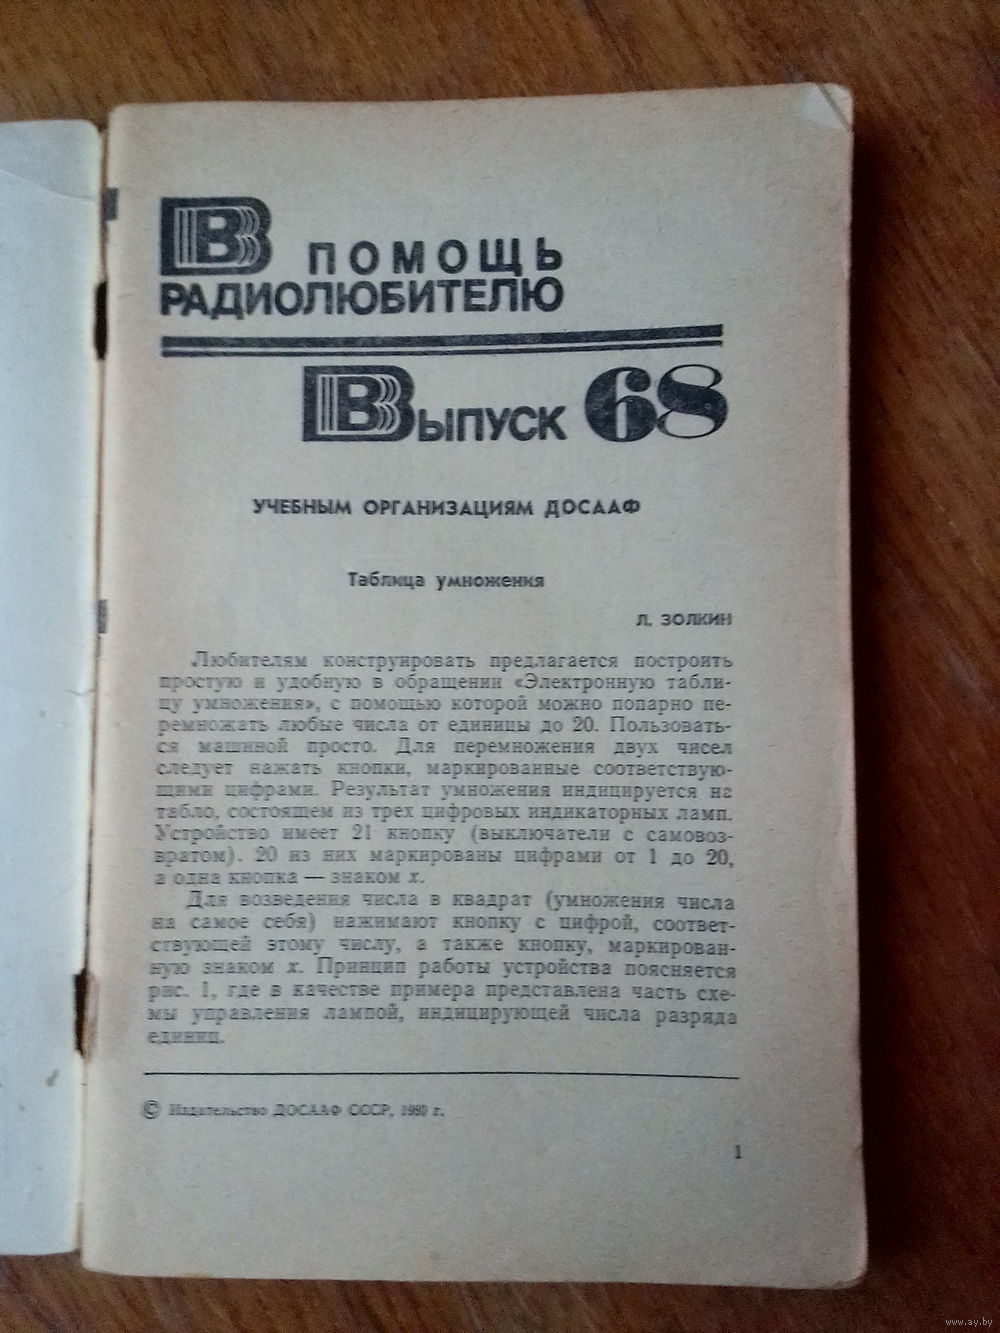 В ПОМОЩЬ
РАДИОЛЮБИТЕЛЮ
Выпуск 68
УЧЕБНЫМ ОРГАНИЗАЦИЯМ ДОСААФ
Таблица умножения
Л. ЗОЛКИН
Любителям конструировать предлагается построить
простую и удобную в обращении «Электронную табли-
цу умножения», с помощью которой можно попарно пе-
ремножать любые числа от единицы до 20. Пользовать-
ся машиной просто. Для перемножения двух чисел
следует нажать кнопки, маркированные соответствую-
щими цифрами. Результат умножения индицируется на
табло, состоящем из трех цифровых индикаторных ламп.
Устройство имеет 21 кнопку (выключатели с самовоз-
вратом). 20 из них маркированы цифрами от 1 до 20,
а одна кнопка — знаком x.
Для возведения числа в квадрат (умножения числа
на самое себя) нажимают кнопку с цифрой, соответ-
ствующей этому числу, а также кнопку, маркирован-
ную знаком x. Принцип работы устройства поясняется
рис. 1, где в качестве примера представлена часть схе-
мы управления лампой, индицирующей числа разряда
единиц.
© Издательство ДОСААФ СССР, 1980 г.
1
www.ay.by